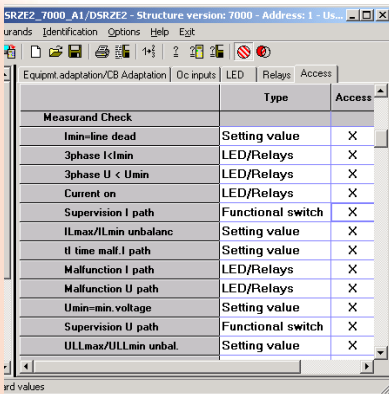 SRZE2_7000_A1/DSRZE2 - Structure version: 7000 - Address: 1 - Us...
urands Identification Options Help Exit
Equipmt.adaptation/CB Adaptation Oc inputs LED Relays Access
Type Access
Measurand Check
Imin=line dead Setting value X
3phase I<Imin LED/Relays X
3phase U < Umin LED/Relays X
Current on LED/Relays X
Supervision I path Functional switch X
ILmax/ILmin unbalanc Setting value X
tI time malf.I path Setting value X
Malfunction I path LED/Relays X
Malfunction U path LED/Relays X
Umin=min.voltage Setting value X
Supervision U path Functional switch X
ULLmax/ULLmin unbal. Setting value X
ard values